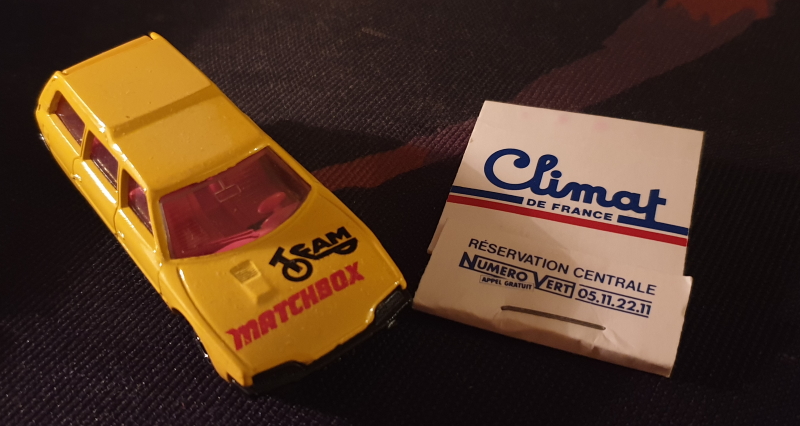 TEAM
MATCHBOX
Climat
DE FRANCE
RÉSERVATION CENTRALE
NUMERO VERT 05.11.22.11
APPEL GRATUIT